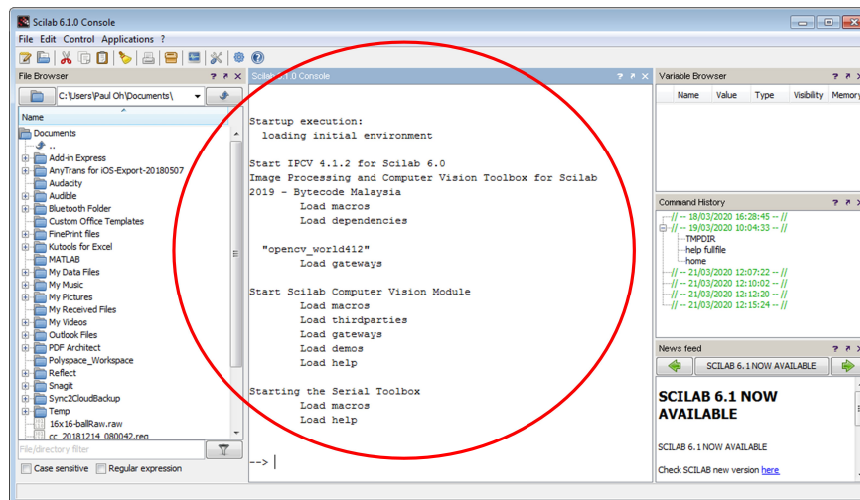 Scilab 6.1.0 Console
File Edit Control Applications ?
File Browser
C:\Users\Paul Oh\Documents\
Name
Documents
..
Add-in Express
AnyTrans for iOS-Export-20180507
Audacity
Audible
Bluetooth Folder
Custom Office Templates
FinePrint files
Kutools for Excel
MATLAB
My Data Files
My Music
My Pictures
My Received Files
My Videos
Outlook Files
PDF Architect
Polyspace_Workspace
Reflect
Snagit
Sync2CloudBackup
Temp
16x16-ballRaw.raw
cc_20181214_080042.reg
File/directory filter
Case sensitive Regular expression
Scilab 6.1.0 Console
Startup execution:
loading initial environment
Start IPCV 4.1.2 for Scilab 6.0
Image Processing and Computer Vision Toolbox for Scilab
2019 - Bytecode Malaysia
Load macros
Load dependencies
"opencv_world412"
Load gateways
Start Scilab Computer Vision Module
Load macros
Load thirdparties
Load gateways
Load demos
Load help
Starting the Serial Toolbox
Load macros
Load help
-->
Variable Browser
Name Value Type Visibility Memory
Command History
// -- 18/03/2020 16:28:45 -- //
// -- 19/03/2020 10:04:33 -- //
TMPDIR
help fullfile
home
// -- 21/03/2020 12:07:22 -- //
// -- 21/03/2020 12:10:02 -- //
// -- 21/03/2020 12:12:20 -- //
// -- 21/03/2020 12:15:24 -- //
News feed
SCILAB 6.1 NOW AVAILABLE
SCILAB 6.1 NOW
AVAILABLE
SCILAB 6.1 NOW AVAILABLE
Check SCILAB new version here